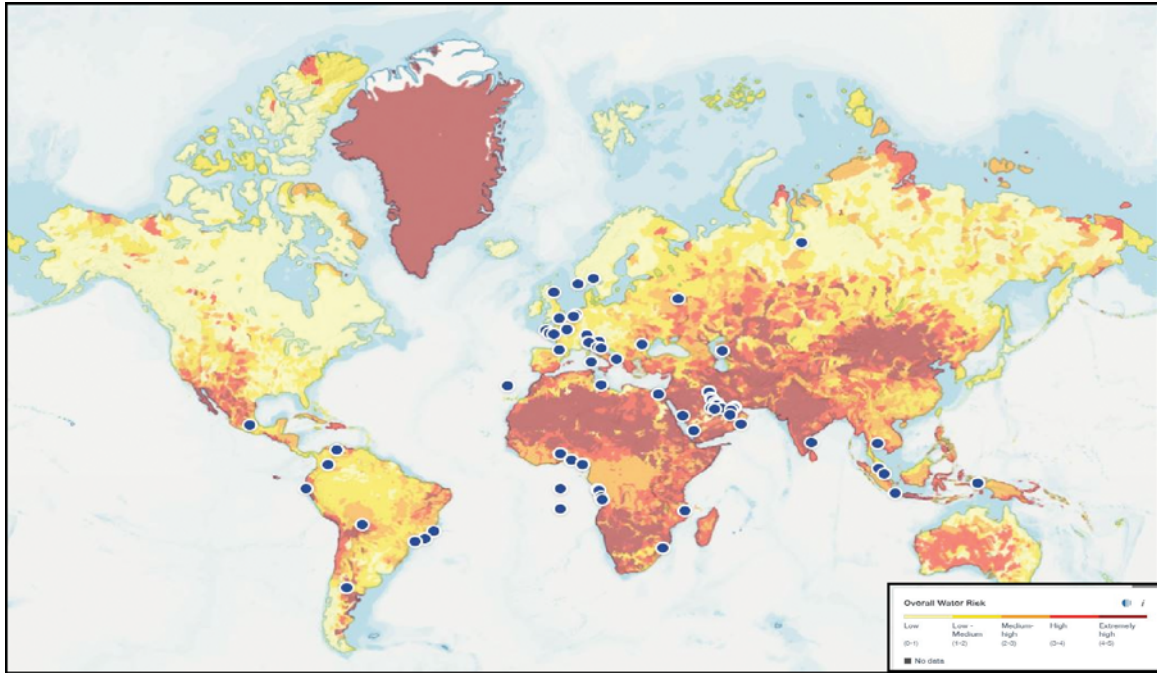 Overall Water Risk
i
Low
Low -
Medium
Medium-
high
High
Extremely
high
(0-1)
(1-2)
(2-3)
(3-4)
(4-5)
No data